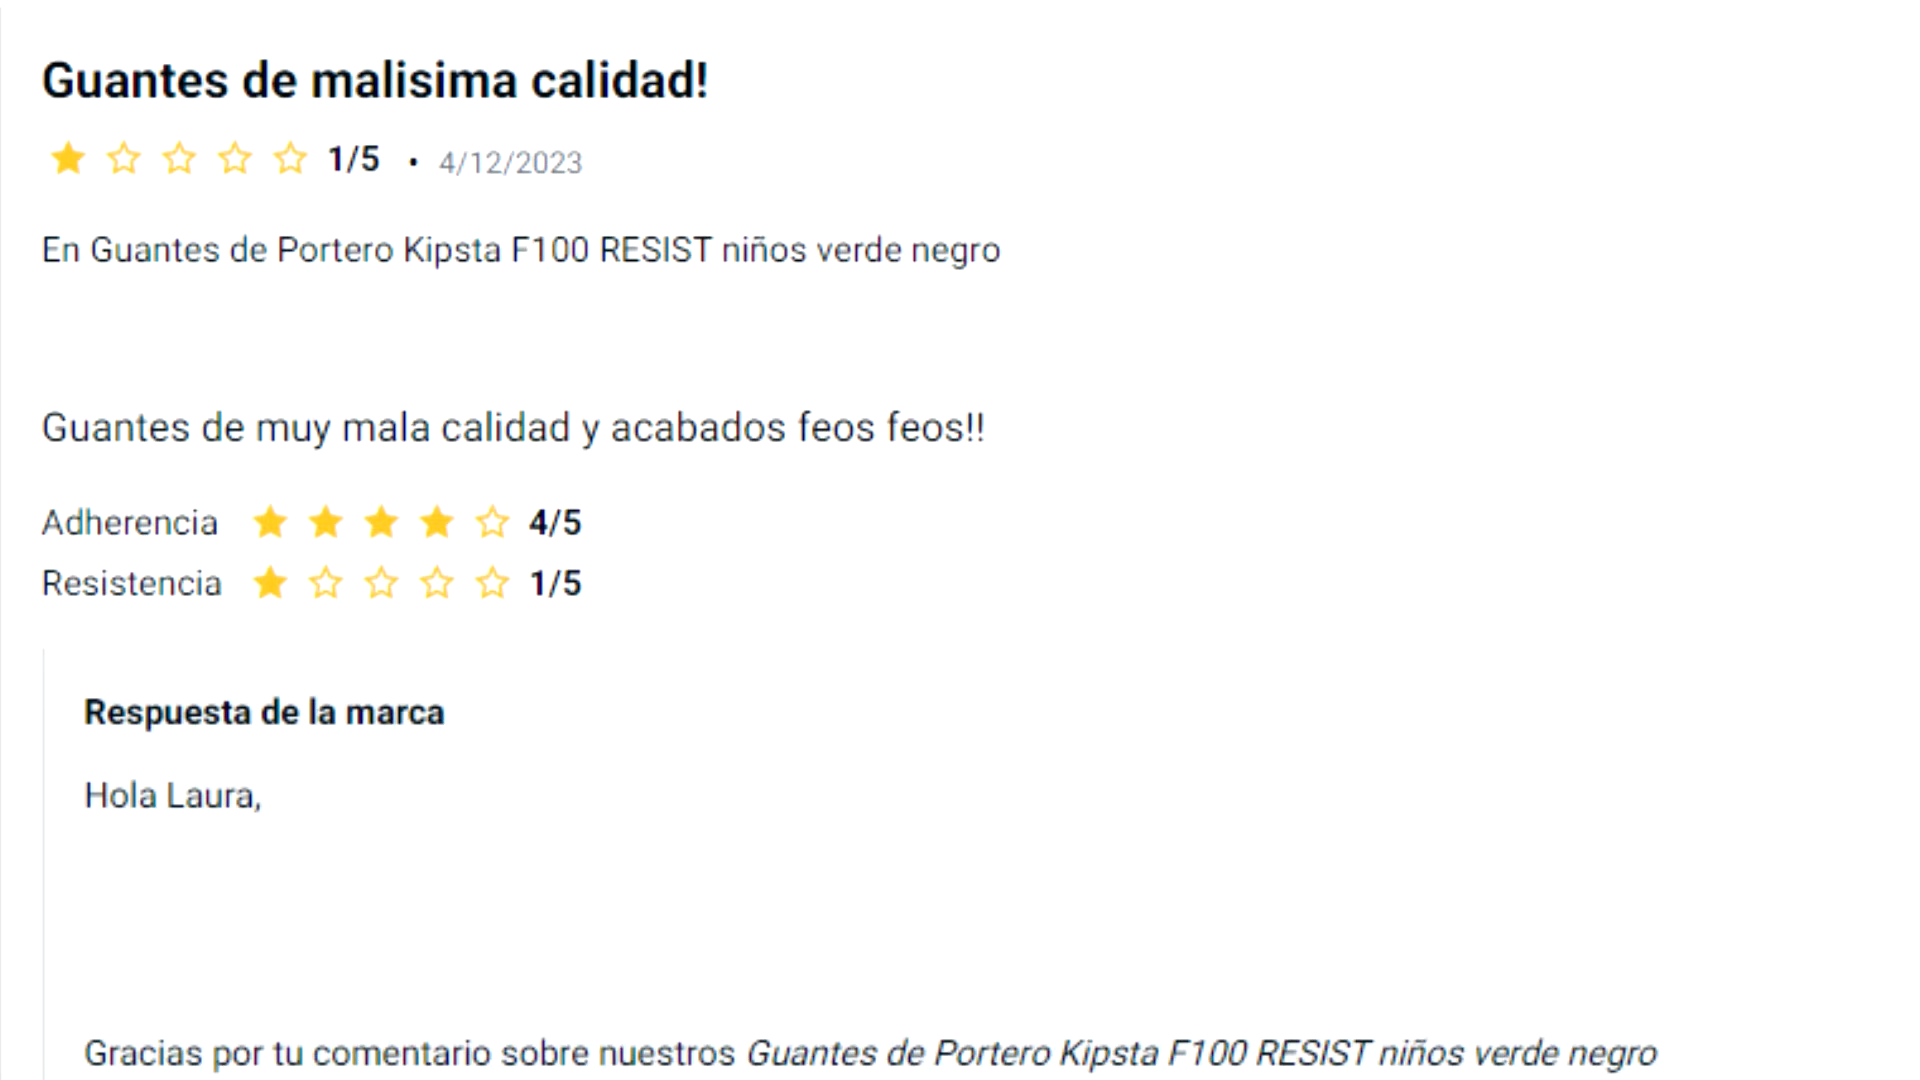 Guantes de malisima calidad!
1/5 • 4/12/2023
En Guantes de Portero Kipsta F100 RESIST niños verde negro
Guantes de muy mala calidad y acabados feos feos!!
Adherencia 4/5
Resistencia 1/5
Respuesta de la marca
Hola Laura,
Gracias por tu comentario sobre nuestros Guantes de Portero Kipsta F100 RESIST niños verde negro